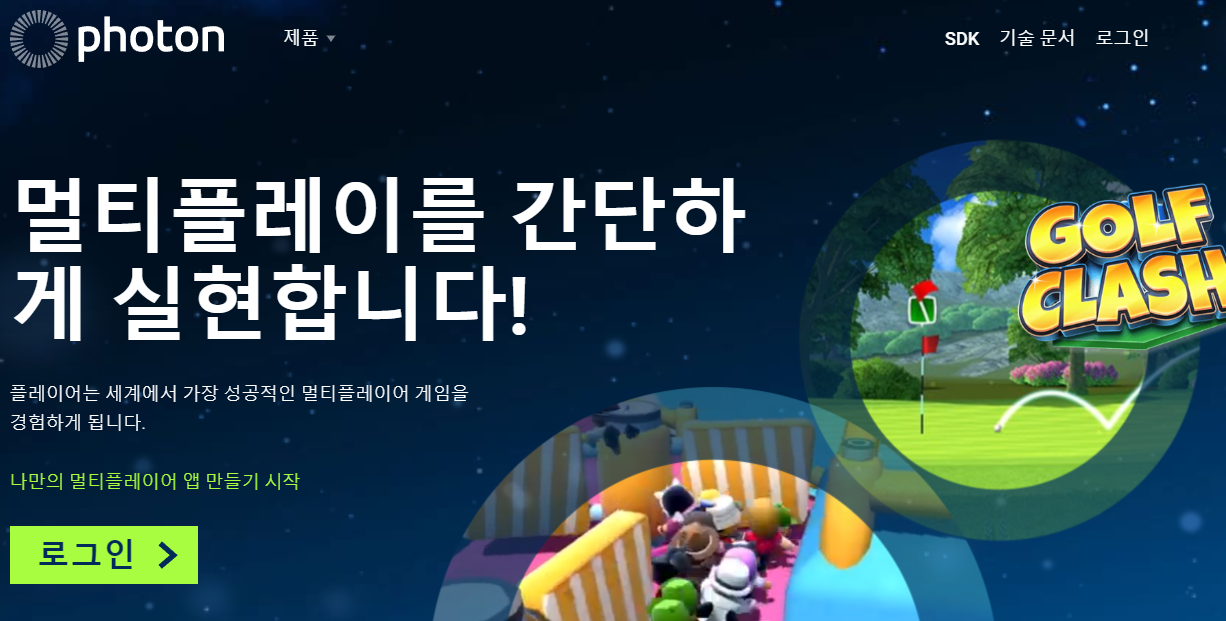 photon
제품
SDK
기술 문서
로그인
멀티플레이를 간단하
게 실현합니다!
플레이어는 세계에서 가장 성공적인 멀티플레이어 게임을
경험하게 됩니다.
나만의 멀티플레이어 앱 만들기 시작
로그인
GOLF
CLASH